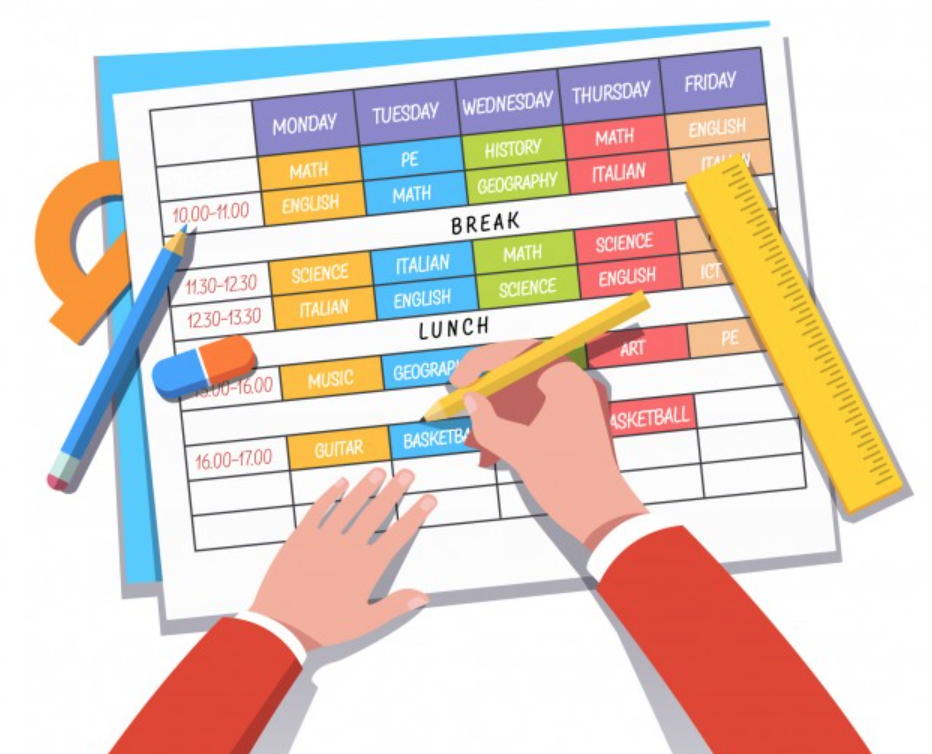 MONDAY TUESDAY WEDNESDAY THURSDAY FRIDAY
MATH PE HISTORY MATH ENGLISH
10.00-11.00 ENGLISH MATH GEOGRAPHY ITALIAN
BREAK
11.30-12.30 SCIENCE ITALIAN MATH SCIENCE
12.30-13.30 ITALIAN ENGLISH SCIENCE ENGLISH ICT
LUNCH
MUSIC ART PE
16.00-17.00 GUITAR